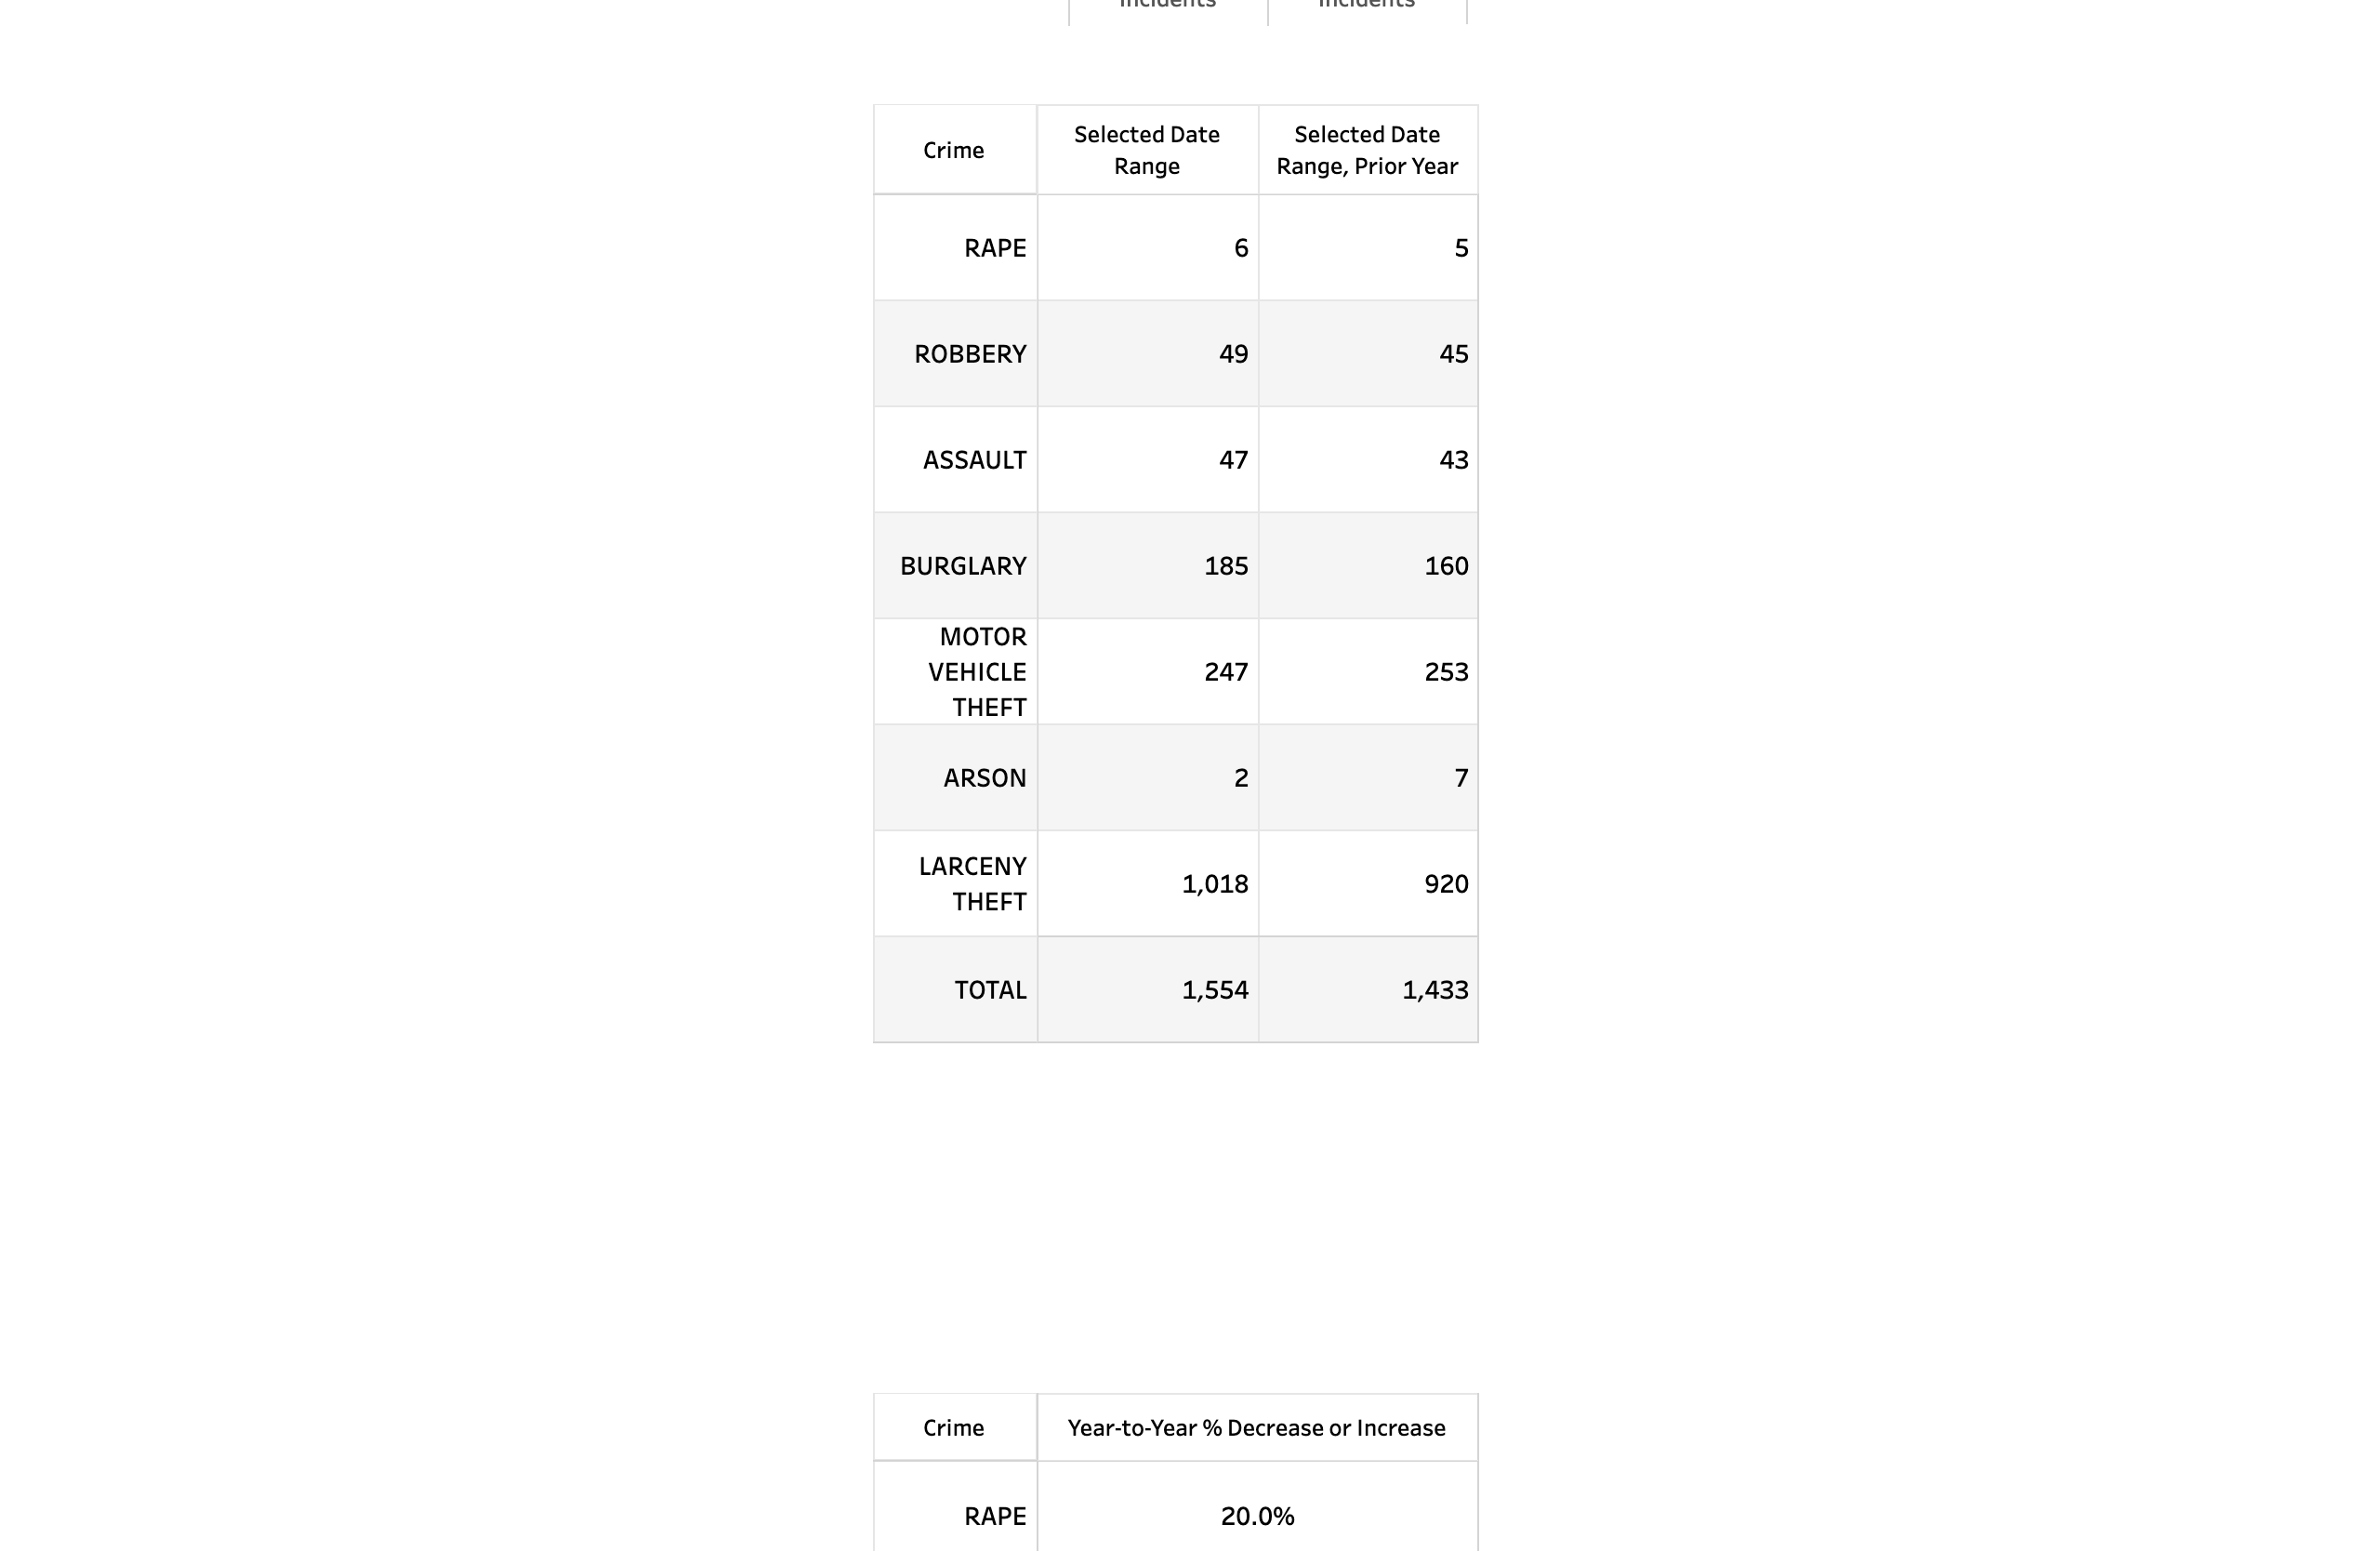 Incidents Incidents
Crime
Selected Date
Range
Selected Date
Range, Prior Year
RAPE 6 5
ROBBERY 49 45
ASSAULT 47 43
BURGLARY 185 160
MOTOR
VEHICLE
THEFT
247 253
ARSON 2 7
LARCENY
THEFT
1,018 920
TOTAL 1,554 1,433
Crime Year-to-Year % Decrease or Increase
RAPE 20.0%